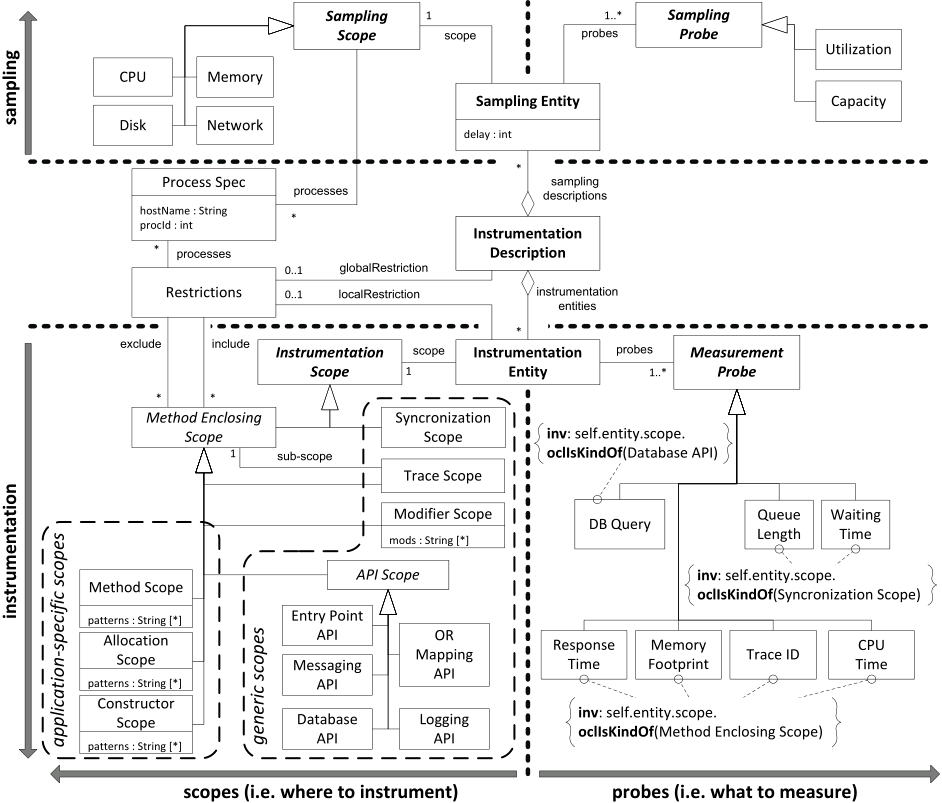 sampling
Sampling
Scope
1
scope
1..*
probes
Sampling
Probe
CPU
Memory
Disk
Network
Utilization
Capacity
Sampling Entity
delay : int
*
sampling
descriptions
Process Spec
hostName : String
procId : int
processes
*
*
processes
Instrumentation
Description
Restrictions
0..1
globalRestriction
0..1
localRestriction
instrumentation
entities
*
instrumentation
exclude
include
*
*
Instrumentation
Scope
scope
1
Instrumentation
Entity
probes
1..*
Measurement
Probe
Method Enclosing
Scope
1
sub-scope
Syncronization
Scope
Trace Scope
Modifier Scope
mods : String [*]
API Scope
application-specific scopes
Method Scope
patterns : String [*]
Allocation
Scope
patterns : String [*]
Constructor
Scope
patterns : String [*]
generic scopes
Entry Point
API
Messaging
API
Database
API
OR
Mapping
API
Logging
API
inv: self.entity.scope.
oclIsKindOf(Database API)
DB Query
Queue
Length
Waiting
Time
inv: self.entity.scope.
oclIsKindOf(Syncronization Scope)
Response
Time
Memory
Footprint
Trace ID
CPU
Time
inv: self.entity.scope.
oclIsKindOf(Method Enclosing Scope)
scopes (i.e. where to instrument)
probes (i.e. what to measure)